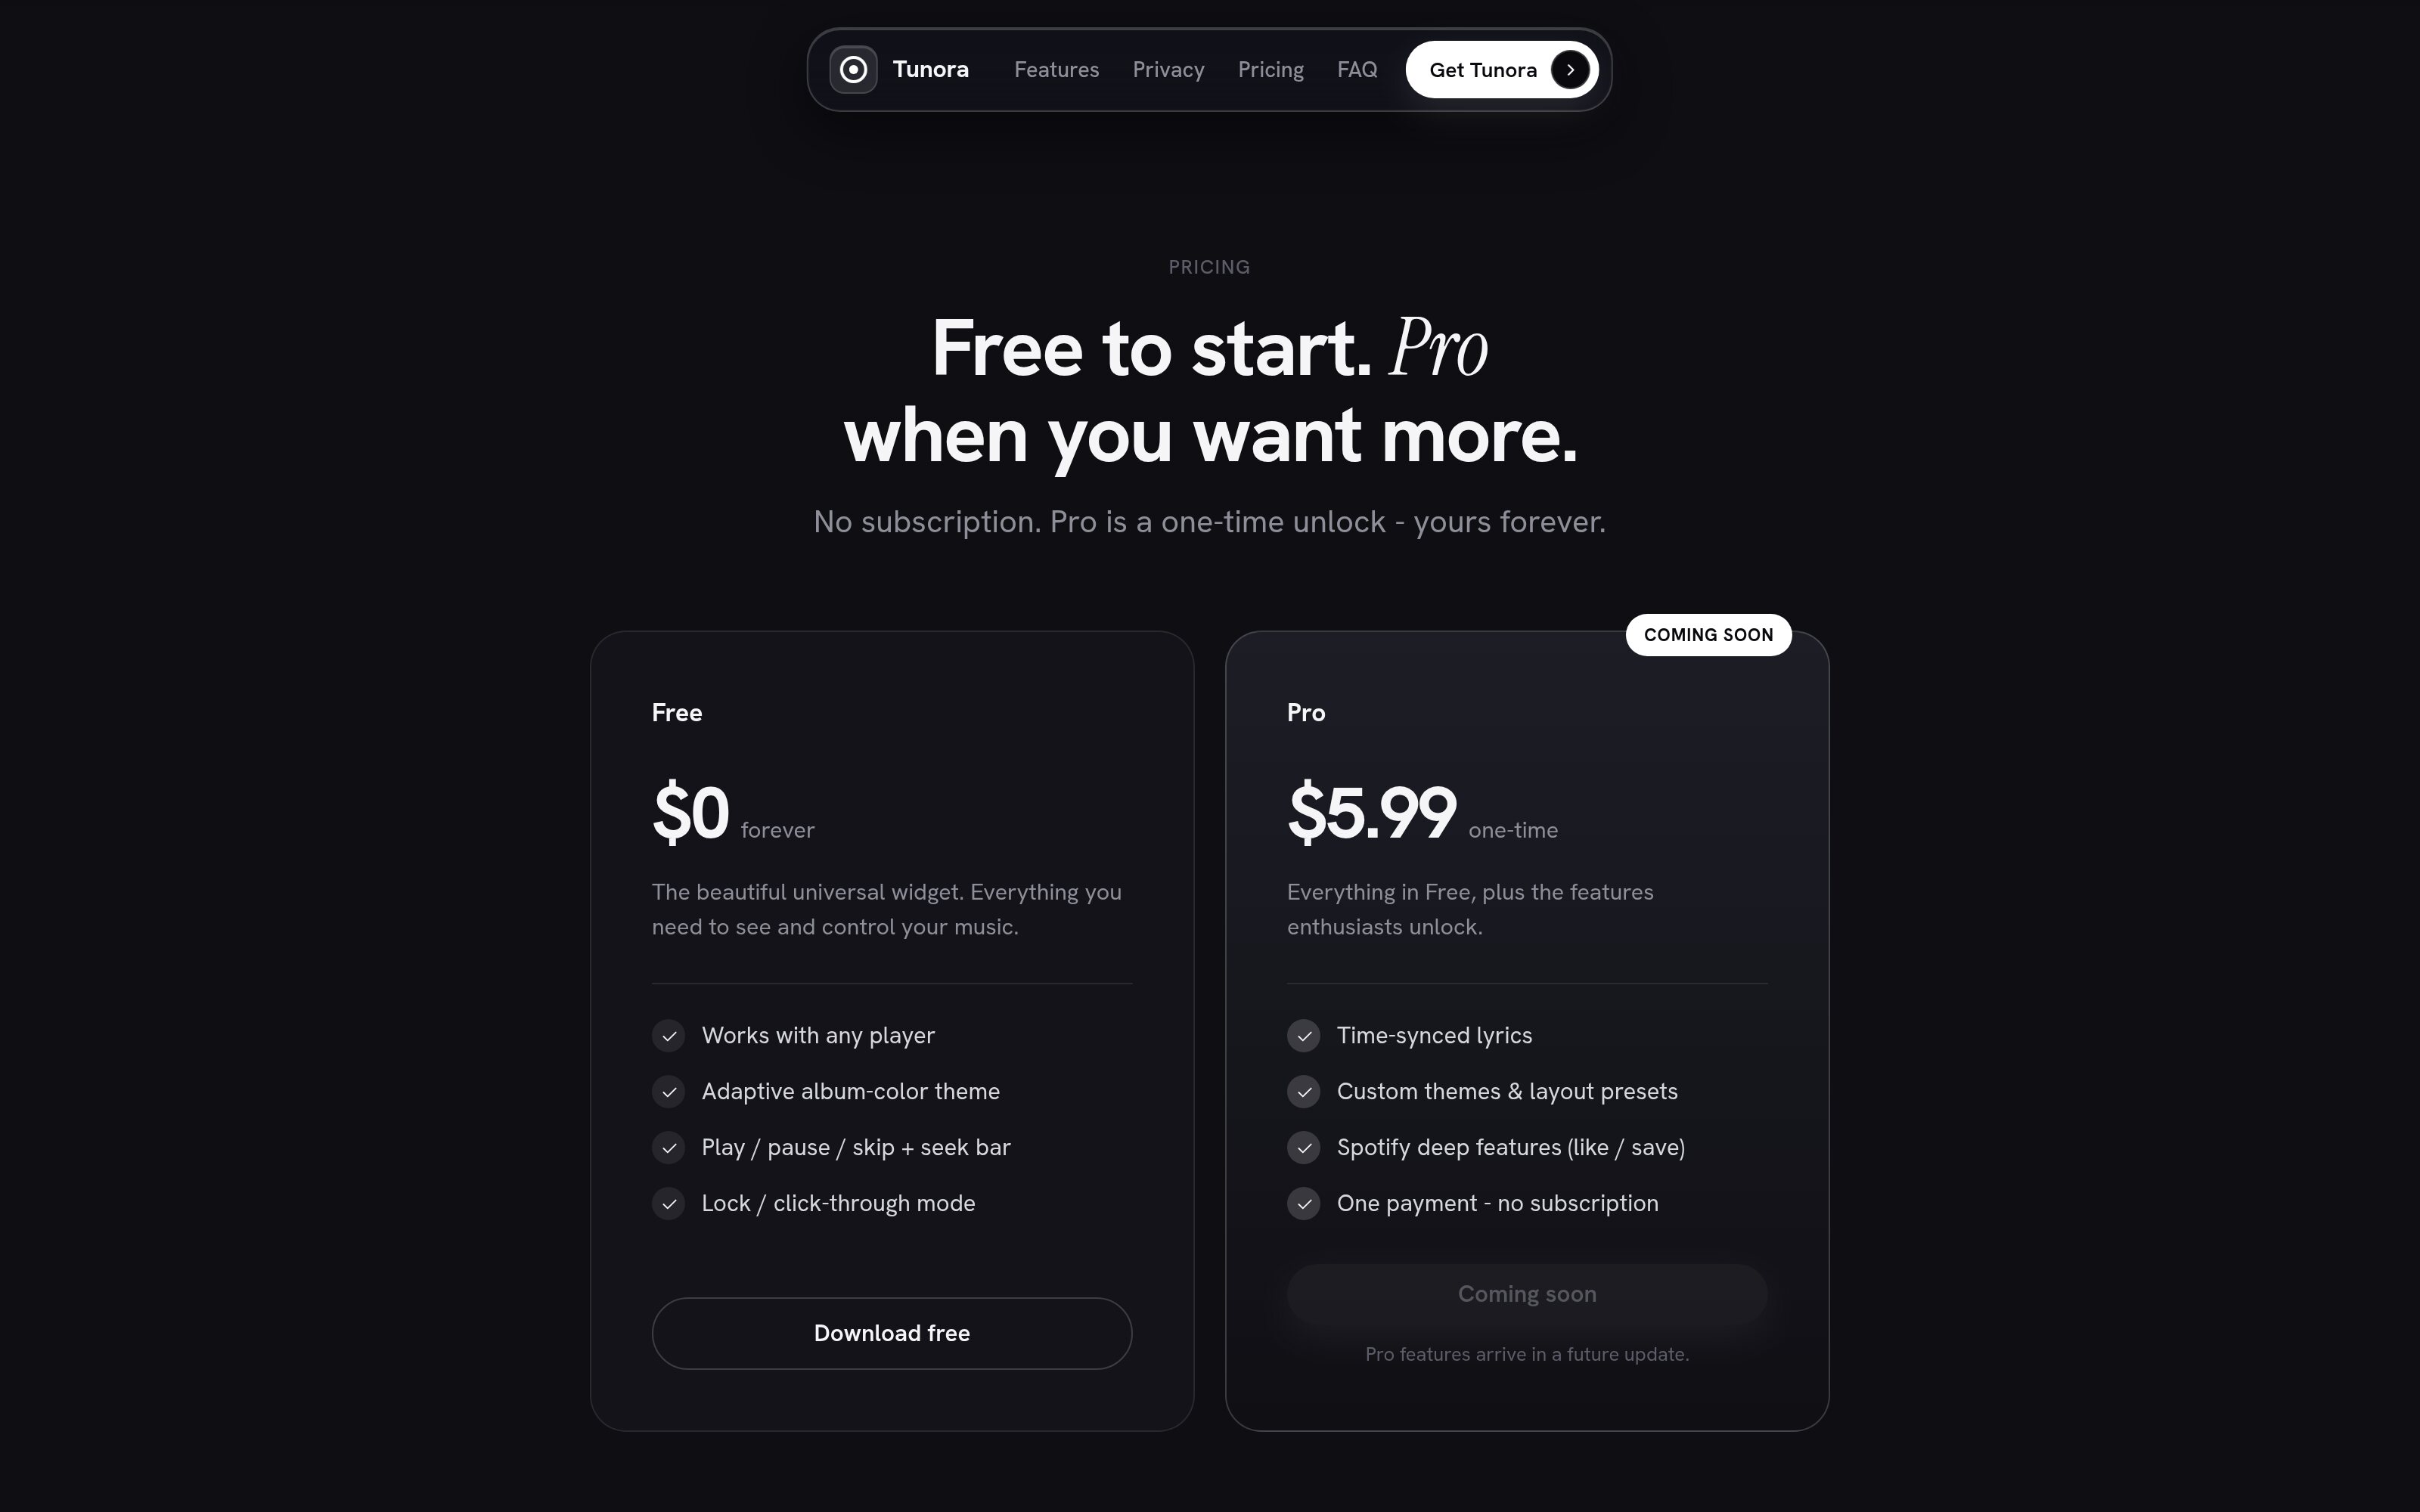 Tunora
Features
Privacy
Pricing
FAQ
Get Tunora
PRICING
Free to start. Pro
when you want more.
No subscription. Pro is a one-time unlock - yours forever.
Free
$0 forever
The beautiful universal widget. Everything you
need to see and control your music.
Works with any player
Adaptive album-color theme
Play / pause / skip + seek bar
Lock / click-through mode
Download free
COMING SOON
Pro
$5.99 one-time
Everything in Free, plus the features
enthusiasts unlock.
Time-synced lyrics
Custom themes & layout presets
Spotify deep features (like / save)
One payment - no subscription
Coming soon
Pro features arrive in a future update.